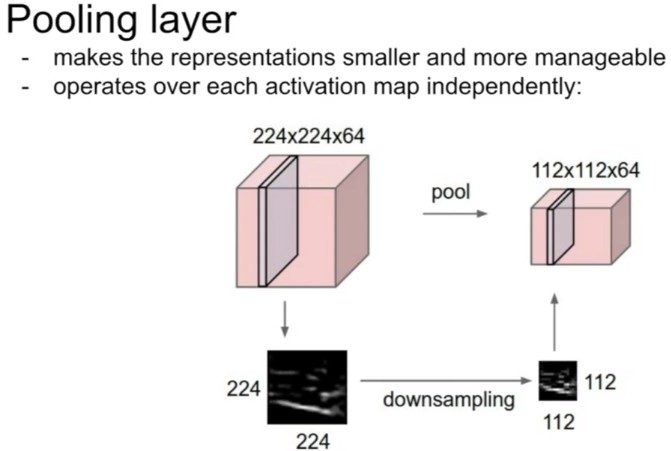 Pooling layer
- makes the representations smaller and more manageable
- operates over each activation map independently:
224x224x64
112x112x64
pool
224
downsampling
112
112
224